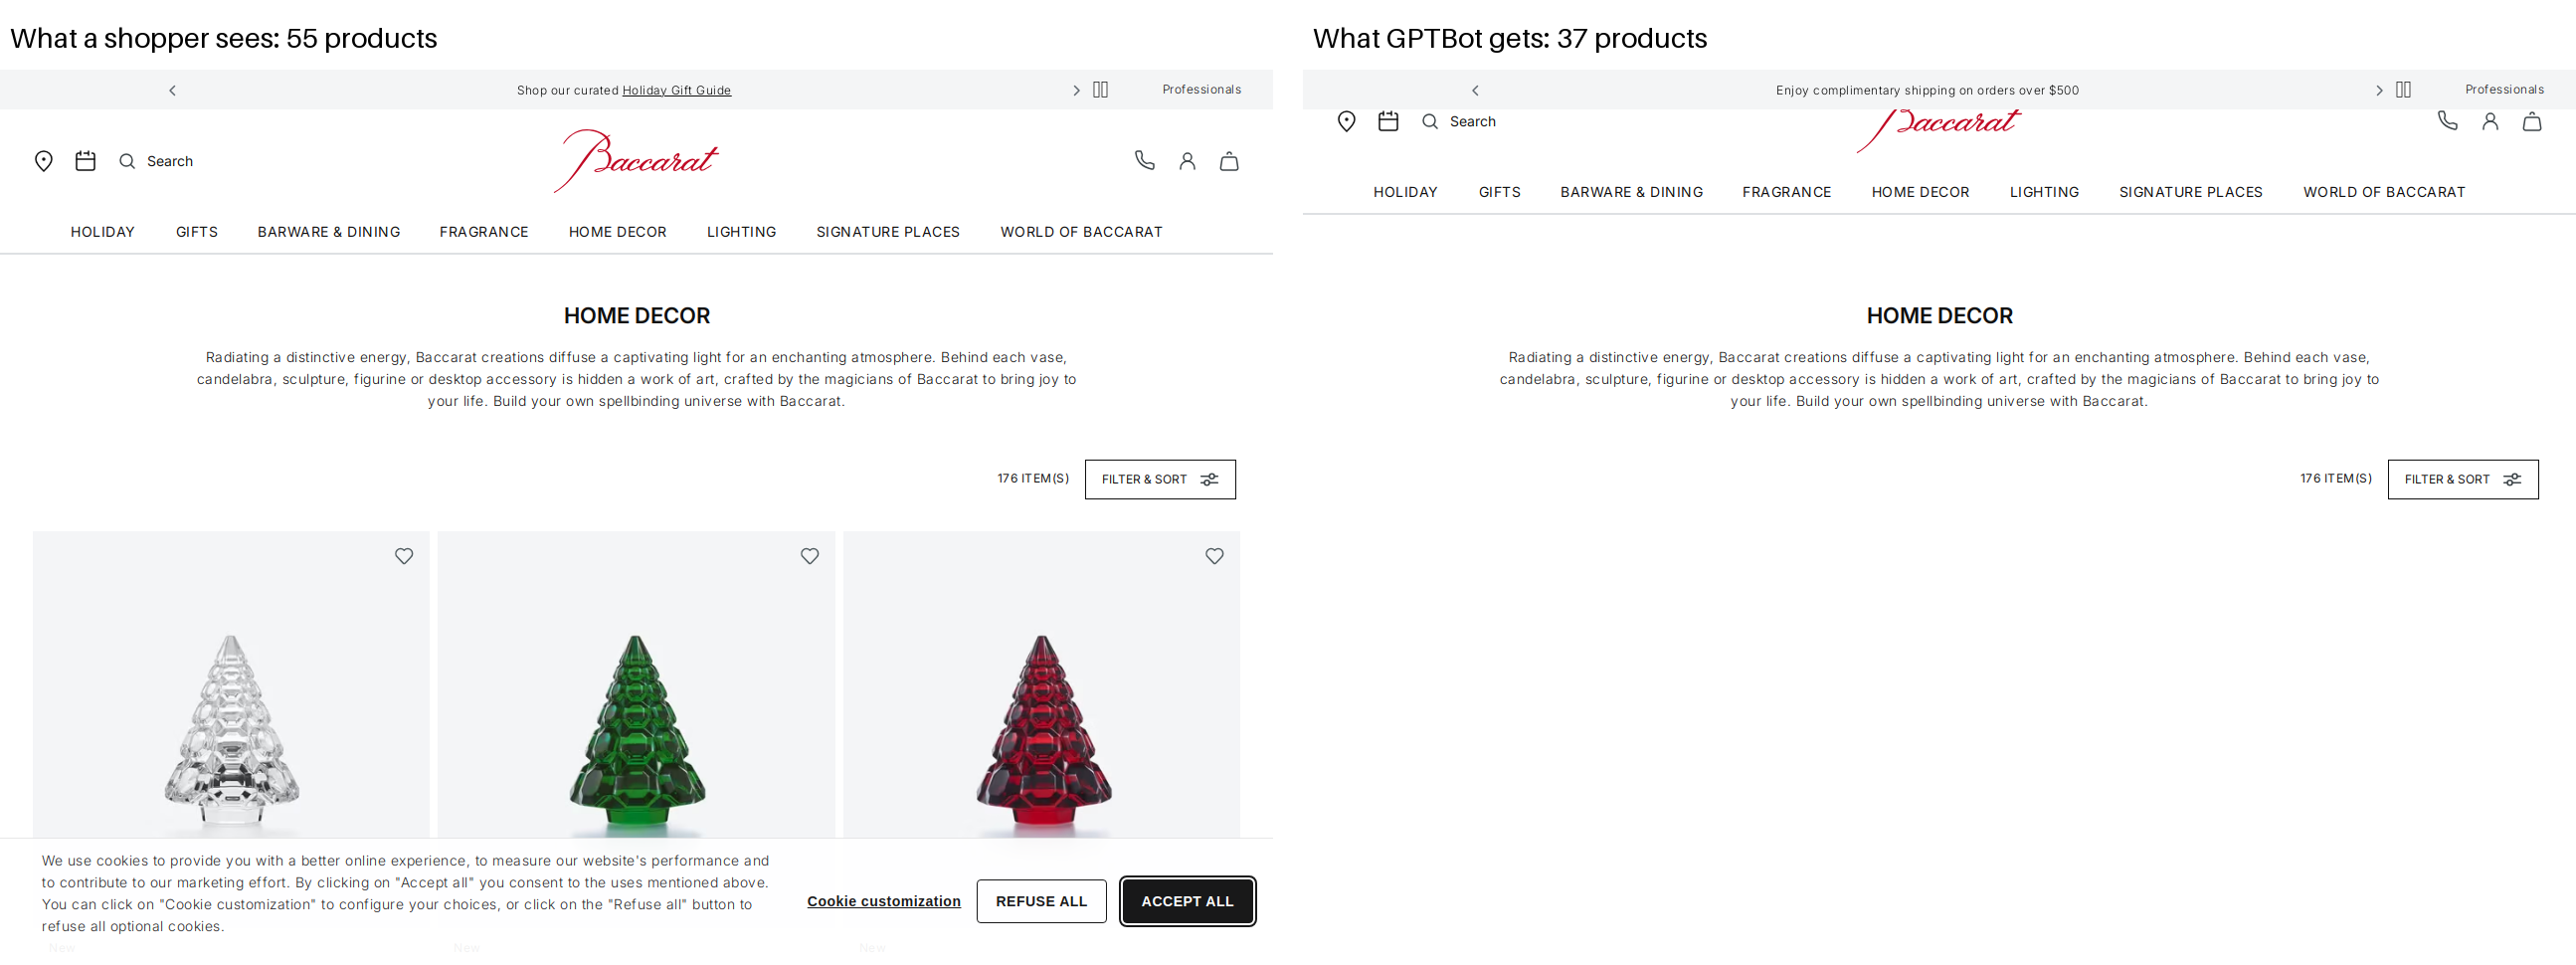 What a shopper sees: 55 products
Shop our curated Holiday Gift Guide
Professionals
Search
Baccarat
HOLIDAY GIFTS BARWARE & DINING FRAGRANCE HOME DECOR LIGHTING SIGNATURE PLACES WORLD OF BACCARAT
HOME DECOR
Radiating a distinctive energy, Baccarat creations diffuse a captivating light for an enchanting atmosphere. Behind each vase,
candelabra, sculpture, figurine or desktop accessory is hidden a work of art, crafted by the magicians of Baccarat to bring joy to
your life. Build your own spellbinding universe with Baccarat.
176 ITEM(S)
FILTER & SORT
We use cookies to provide you with a better online experience, to measure our website's performance and
to contribute to our marketing effort. By clicking on "Accept all" you consent to the uses mentioned above.
You can click on "Cookie customization" to configure your choices, or click on the "Refuse all" button to
refuse all optional cookies.
Cookie customization
REFUSE ALL
ACCEPT ALL
New New New
What GPTBot gets: 37 products
Enjoy complimentary shipping on orders over $500
Professionals
Search
Baccarat
HOLIDAY GIFTS BARWARE & DINING FRAGRANCE HOME DECOR LIGHTING SIGNATURE PLACES WORLD OF BACCARAT
HOME DECOR
Radiating a distinctive energy, Baccarat creations diffuse a captivating light for an enchanting atmosphere. Behind each vase,
candelabra, sculpture, figurine or desktop accessory is hidden a work of art, crafted by the magicians of Baccarat to bring joy to
your life. Build your own spellbinding universe with Baccarat.
176 ITEM(S)
FILTER & SORT